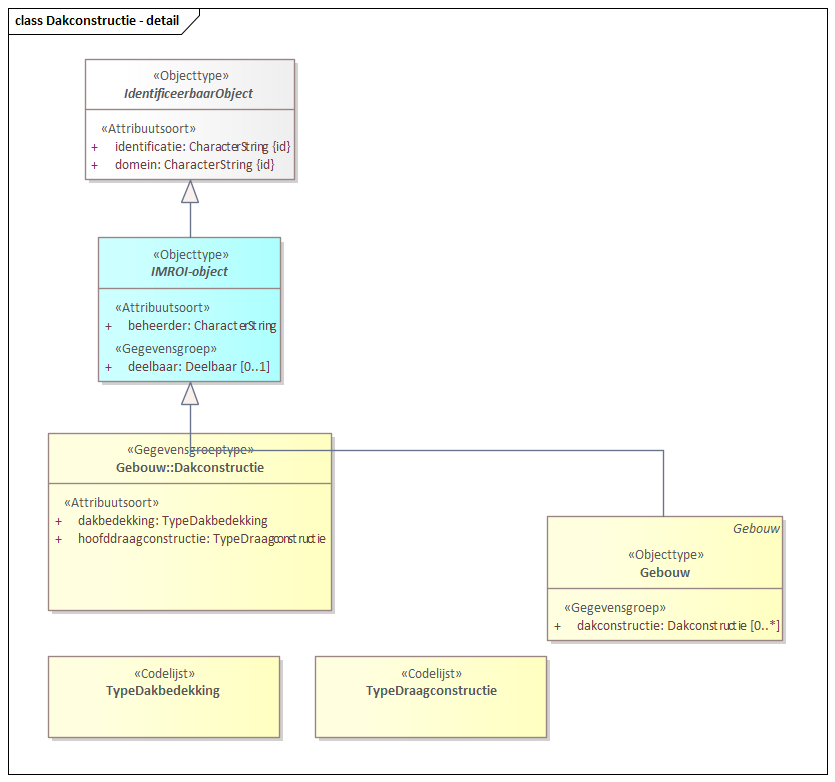 class Dakconstructie - detail
«Objecttype»
IdentificeerbaarObject
«Attribuutsoort»
+ identificatie: CharacterString {id}
+ domein: CharacterString {id}
«Objecttype»
IMROI-object
«Attribuutsoort»
+ beheerder: CharacterString
«Gegevensgroep»
+ deelbaar: Deelbaar [0..1]
«Gegevensgroeptype»
Gebouw::Dakconstructie
«Attribuutsoort»
+ dakbedekking: TypeDakbedekking
+ hoofddraagconstructie: TypeDraagconstructie
Gebouw
«Objecttype»
Gebouw
«Gegevensgroep»
+ dakconstructie: Dakconstructie [0..*]
«Codelijst»
TypeDakbedekking
«Codelijst»
TypeDraagconstructie